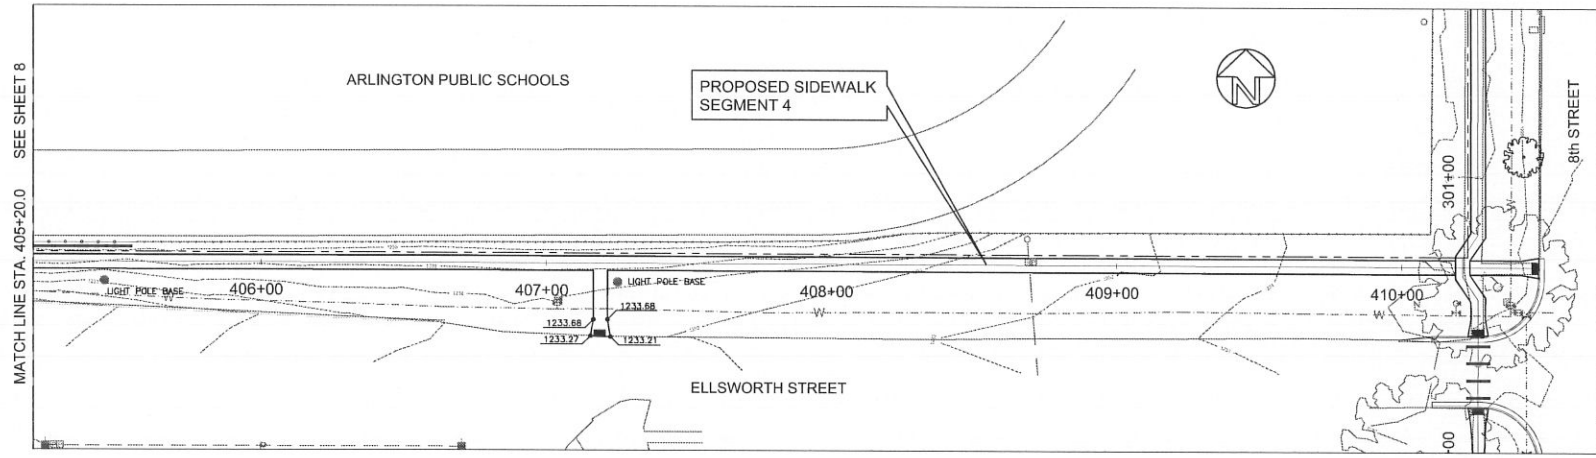 MATCH LINE STA. 405+20.0 SEE SHEET 8
ARLINGTON PUBLIC SCHOOLS
PROPOSED SIDEWALK
SEGMENT 4
N
8th STREET
301+00
LIGHT POLE BASE
406+00
W
407+00
LIGHT POLE BASE
408+00
W
409+00
410+00
W
W
1233.68
1233.68
1233.27
1233.21
ELLSWORTH STREET
+00